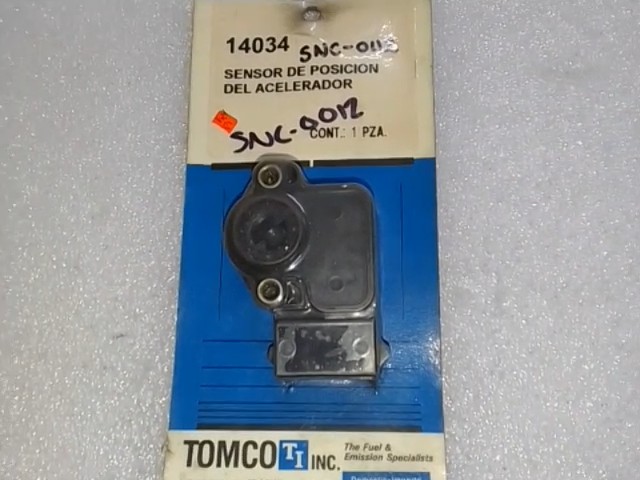 14034 SNC-0012
SENSOR DE POSICION
DEL ACELERADOR
SNC-0012
CONT.: 1 PZA.
TOMCO TI INC.
The Fuel &
Emission Specialists